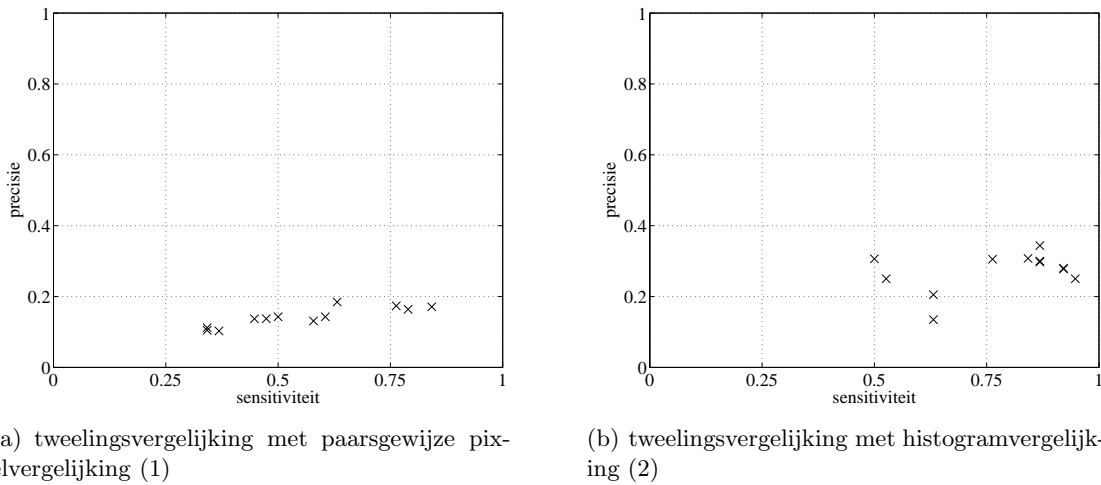 1
0.8
0.6
0.4
0.2
0
precisie
0 0.25 0.5 0.75 1
sensitiviteit
a) tweelingsvergelijking met paarsgewijze pix-
elvergelijking (1)
1
0.8
0.6
0.4
0.2
0
precisie
0 0.25 0.5 0.75 1
sensitiviteit
(b) tweelingsvergelijking met histogramvergelijk-
ing (2)